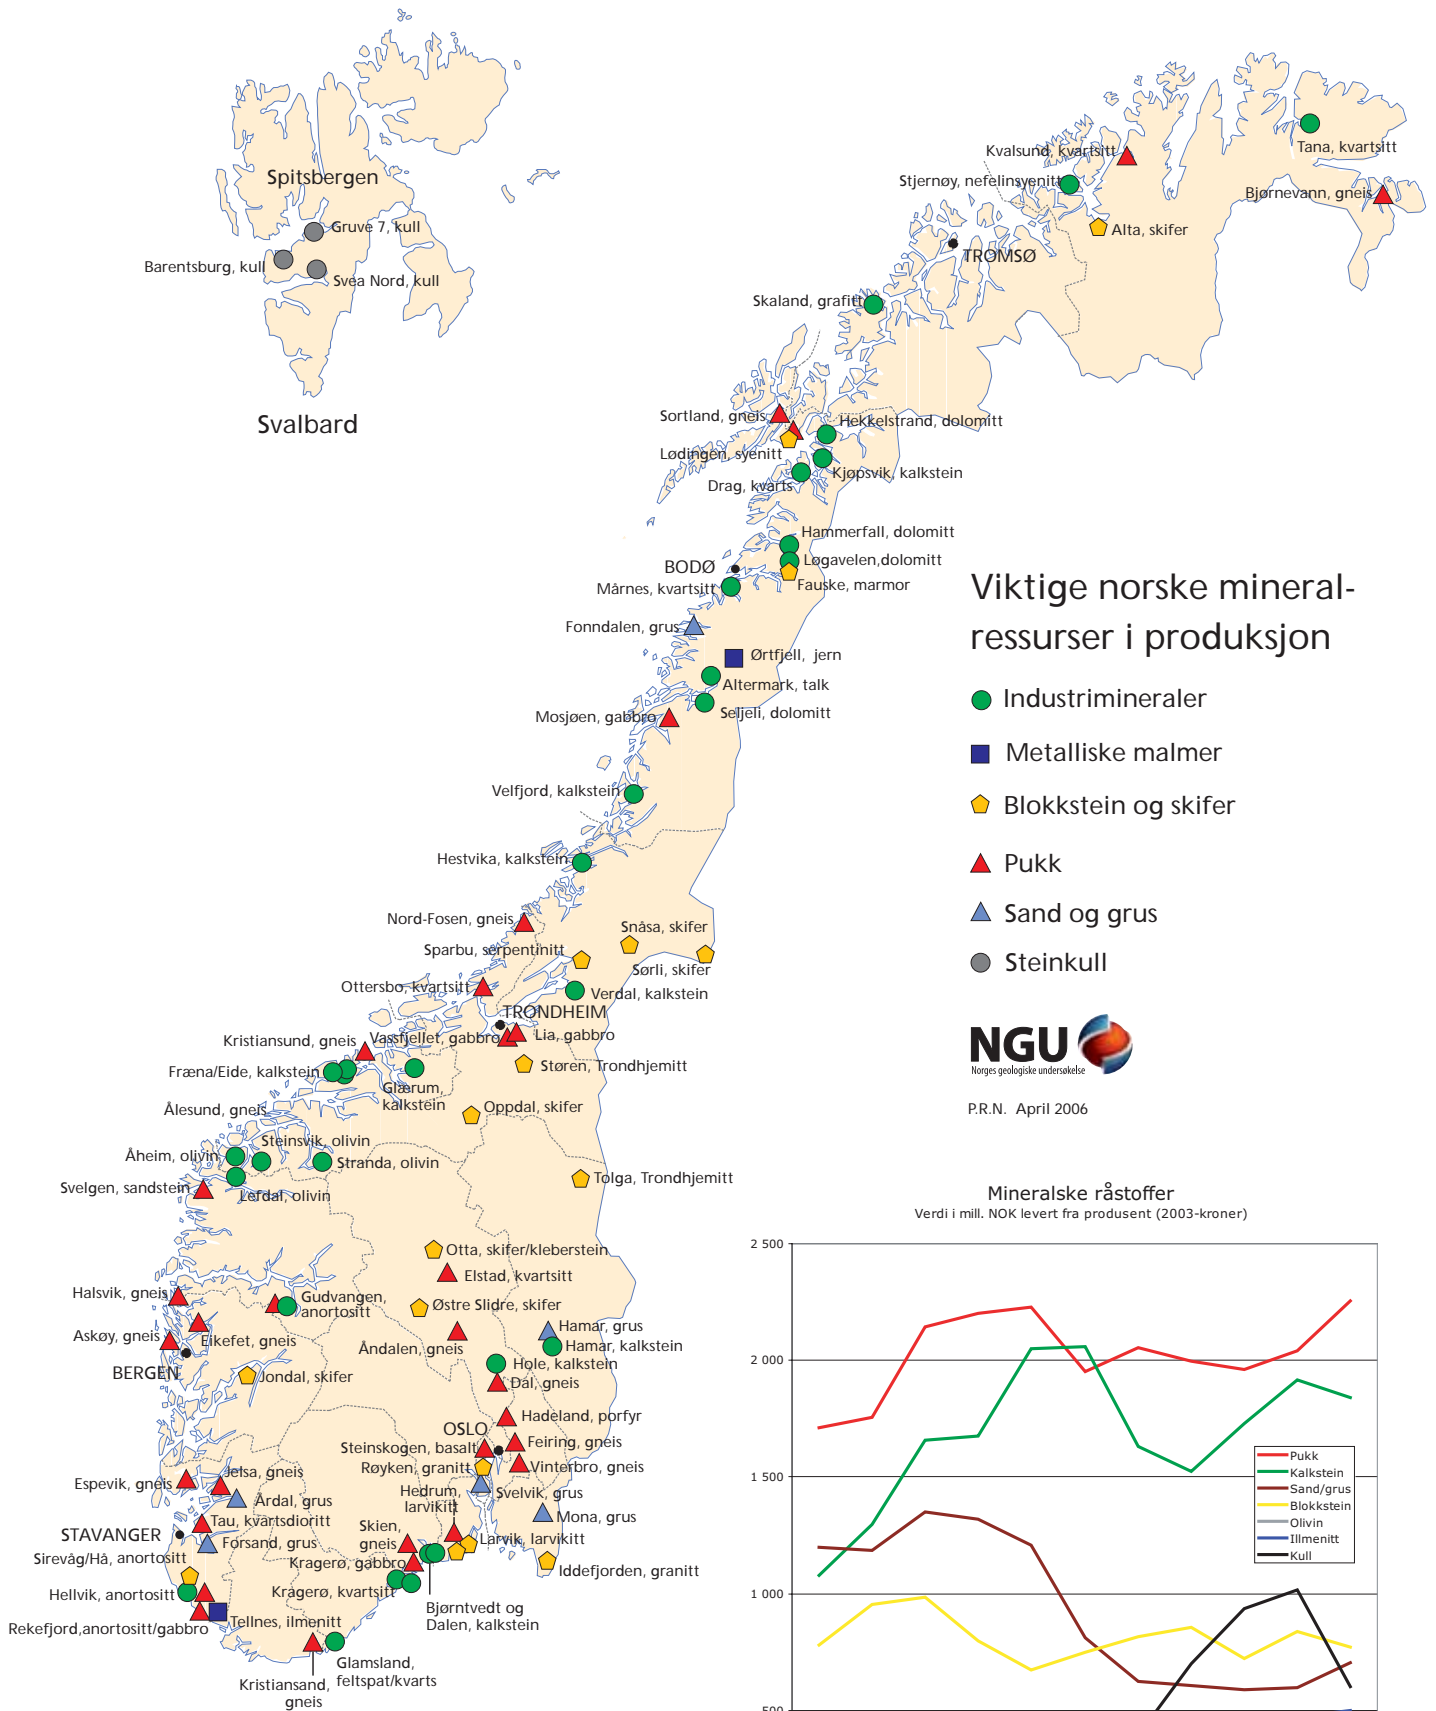 Spitsbergen
Gruve 7, kull
Barentsburg, kull
Svea Nord, kull
Svalbard
Kvalsund, kvartsitt
Tana, kvartsitt
Stjernøy, nefelinsyenitt
Bjørnevann, gneis
Alta, skifer
TROMSØ
Skaland, grafitt
Sortland, gneis
Hekkelstrand, dolomitt
Lødingen, syenitt
Kjøpsvik, kalkstein
Drag, kvarts
Hammerfall, dolomitt
Løgavelen,dolomitt
BODØ
Fauske, marmor
Mårnes, kvartsitt
Fonndalen, grus
Ørtfjell, jern
Altermark, talk
Seljeli, dolomitt
Mosjøen, gabbro
Velfjord, kalkstein
Hestvika, kalkstein
Nord-Fosen, gneis
Snåsa, skifer
Sparbu, serpentinitt
Sørli, skifer
Ottersbo, kvartsitt
Verdal, kalkstein
TRONDHEIM
Kristiansund, gneis
Vassfjellet, gabbro
Lia, gabbro
Fræna/Eide, kalkstein
Støren, Trondhjemitt
Glærum,
kalkstein
Ålesund, gneis
Oppdal, skifer
Steinsvik, olivin
Åheim, olivin
Stranda, olivin
Svelgen, sandstein
Lefdal, olivin
Tolga, Trondhjemitt
Otta, skifer/kleberstein
Elstad, kvartsitt
Halsvik, gneis
Gudvangen,
anortositt
Østre Slidre, skifer
Hamar, grus
Askøy, gneis
Eikefet, gneis
Åndalen, gneis
Hamar, kalkstein
BERGEN
Hole, kalkstein
Jondal, skifer
Dal, gneis
Hadeland, porfyr
OSLO
Steinskogen, basalt
Feiring, gneis
Røyken, granitt
Vinterbro, gneis
Jelsa, gneis
Espevik, gneis
Hedrum,
larvikitt
Svelvik, grus
Årdal, grus
Mona, grus
Tau, kvartsdioritt
Skien,
gneis
STAVANGER
Forsand, grus
Larvik, larvikitt
Sirevåg/Hå, anortositt
Kragerø, gabbro
Iddefjorden, granitt
Hellvik, anortositt
Kragerø, kvartsitt
Bjørntvedt og
Dalen, kalkstein
Tellnes, ilmenitt
Rekefjord,anortositt/gabbro
Glamsland,
feltspat/kvarts
Kristiansand,
gneis
Viktige norske mineral-
ressurser i produksjon
Industrimineraler
Metalliske malmer
Blokkstein og skifer
Pukk
Sand og grus
Steinkull
NGU
Norges geologiske undersøkelse
P.R.N. April 2006
Mineralske råstoffer
Verdi i mill. NOK levert fra produsent (2003-kroner)
2 500
2 000
1 500
1 000
500
Pukk
Kalkstein
Sand/grus
Blokkstein
Olivin
Illmenitt
Kull